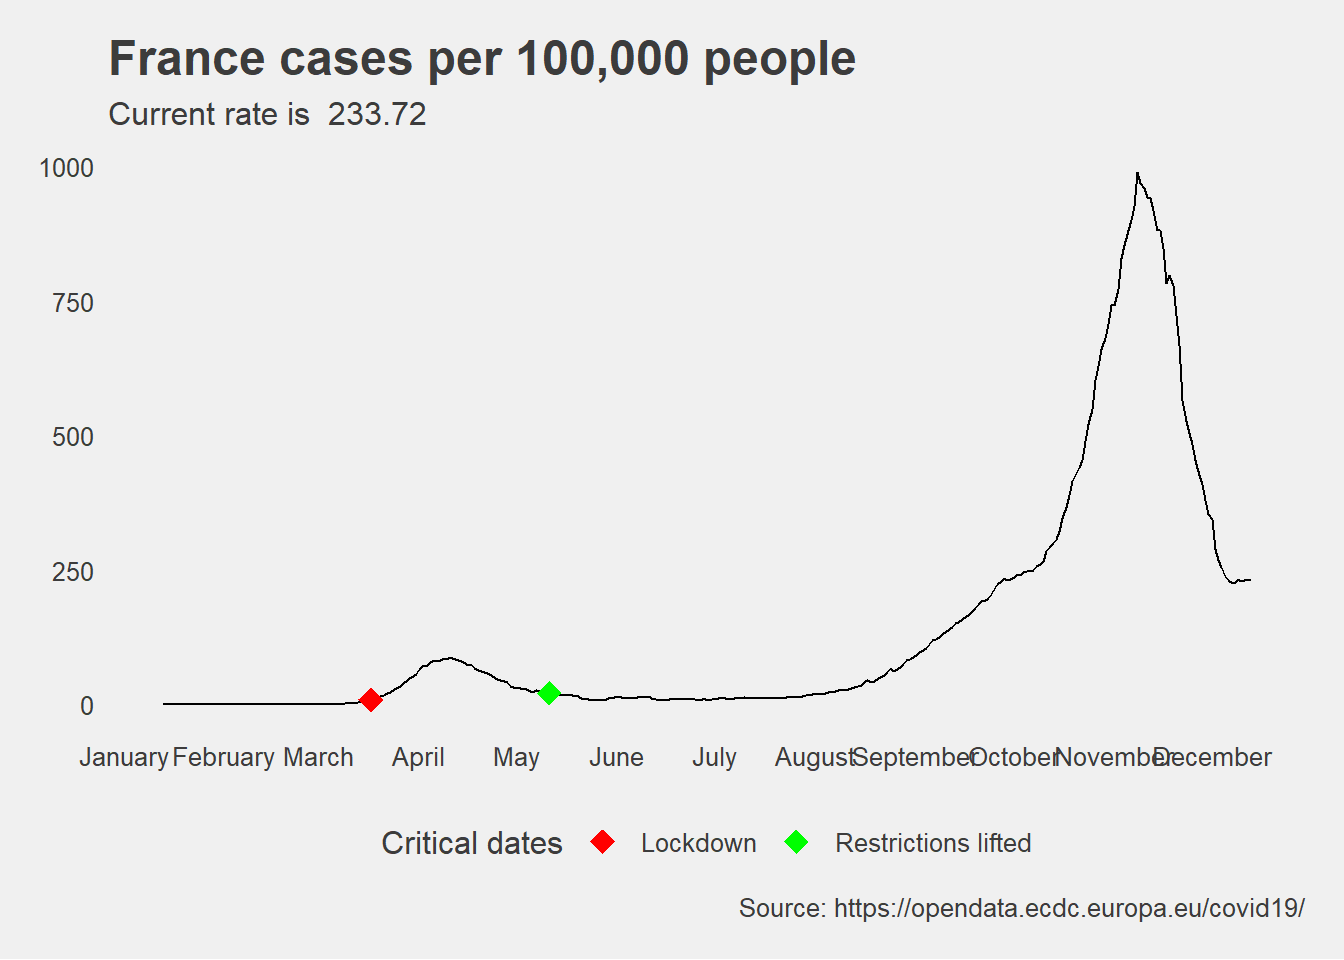 France cases per 100,000 people
Current rate is  233.72
1000
750
500
250
0
January February March April May June July August September October November December
Critical dates Lockdown Restrictions lifted
Source: https://opendata.ecdc.europa.eu/covid19/